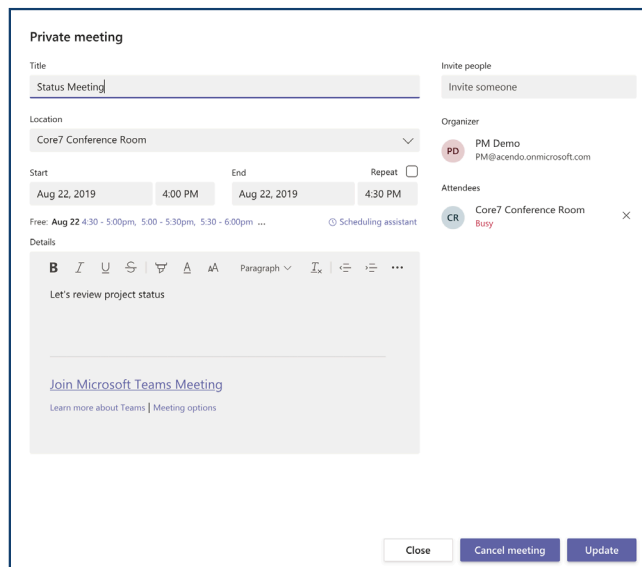 Private meeting
Title
Status Meeting
Location
Core7 Conference Room
Start End Repeat
Aug 22, 2019 4:00 PM Aug 22, 2019 4:30 PM
Free: Aug 22 4:30 - 5:00pm, 5:00 - 5:30pm, 5:30 - 6:00pm ... Scheduling assistant
Details
B I U S A AA Paragraph Tx ...
Let's review project status
Join Microsoft Teams Meeting
Learn more about Teams | Meeting options
Invite people
Invite someone
Organizer
PD PM Demo
PM@acendo.onmicrosoft.com
Attendees
CR Core7 Conference Room
Busy
Close Cancel meeting Update